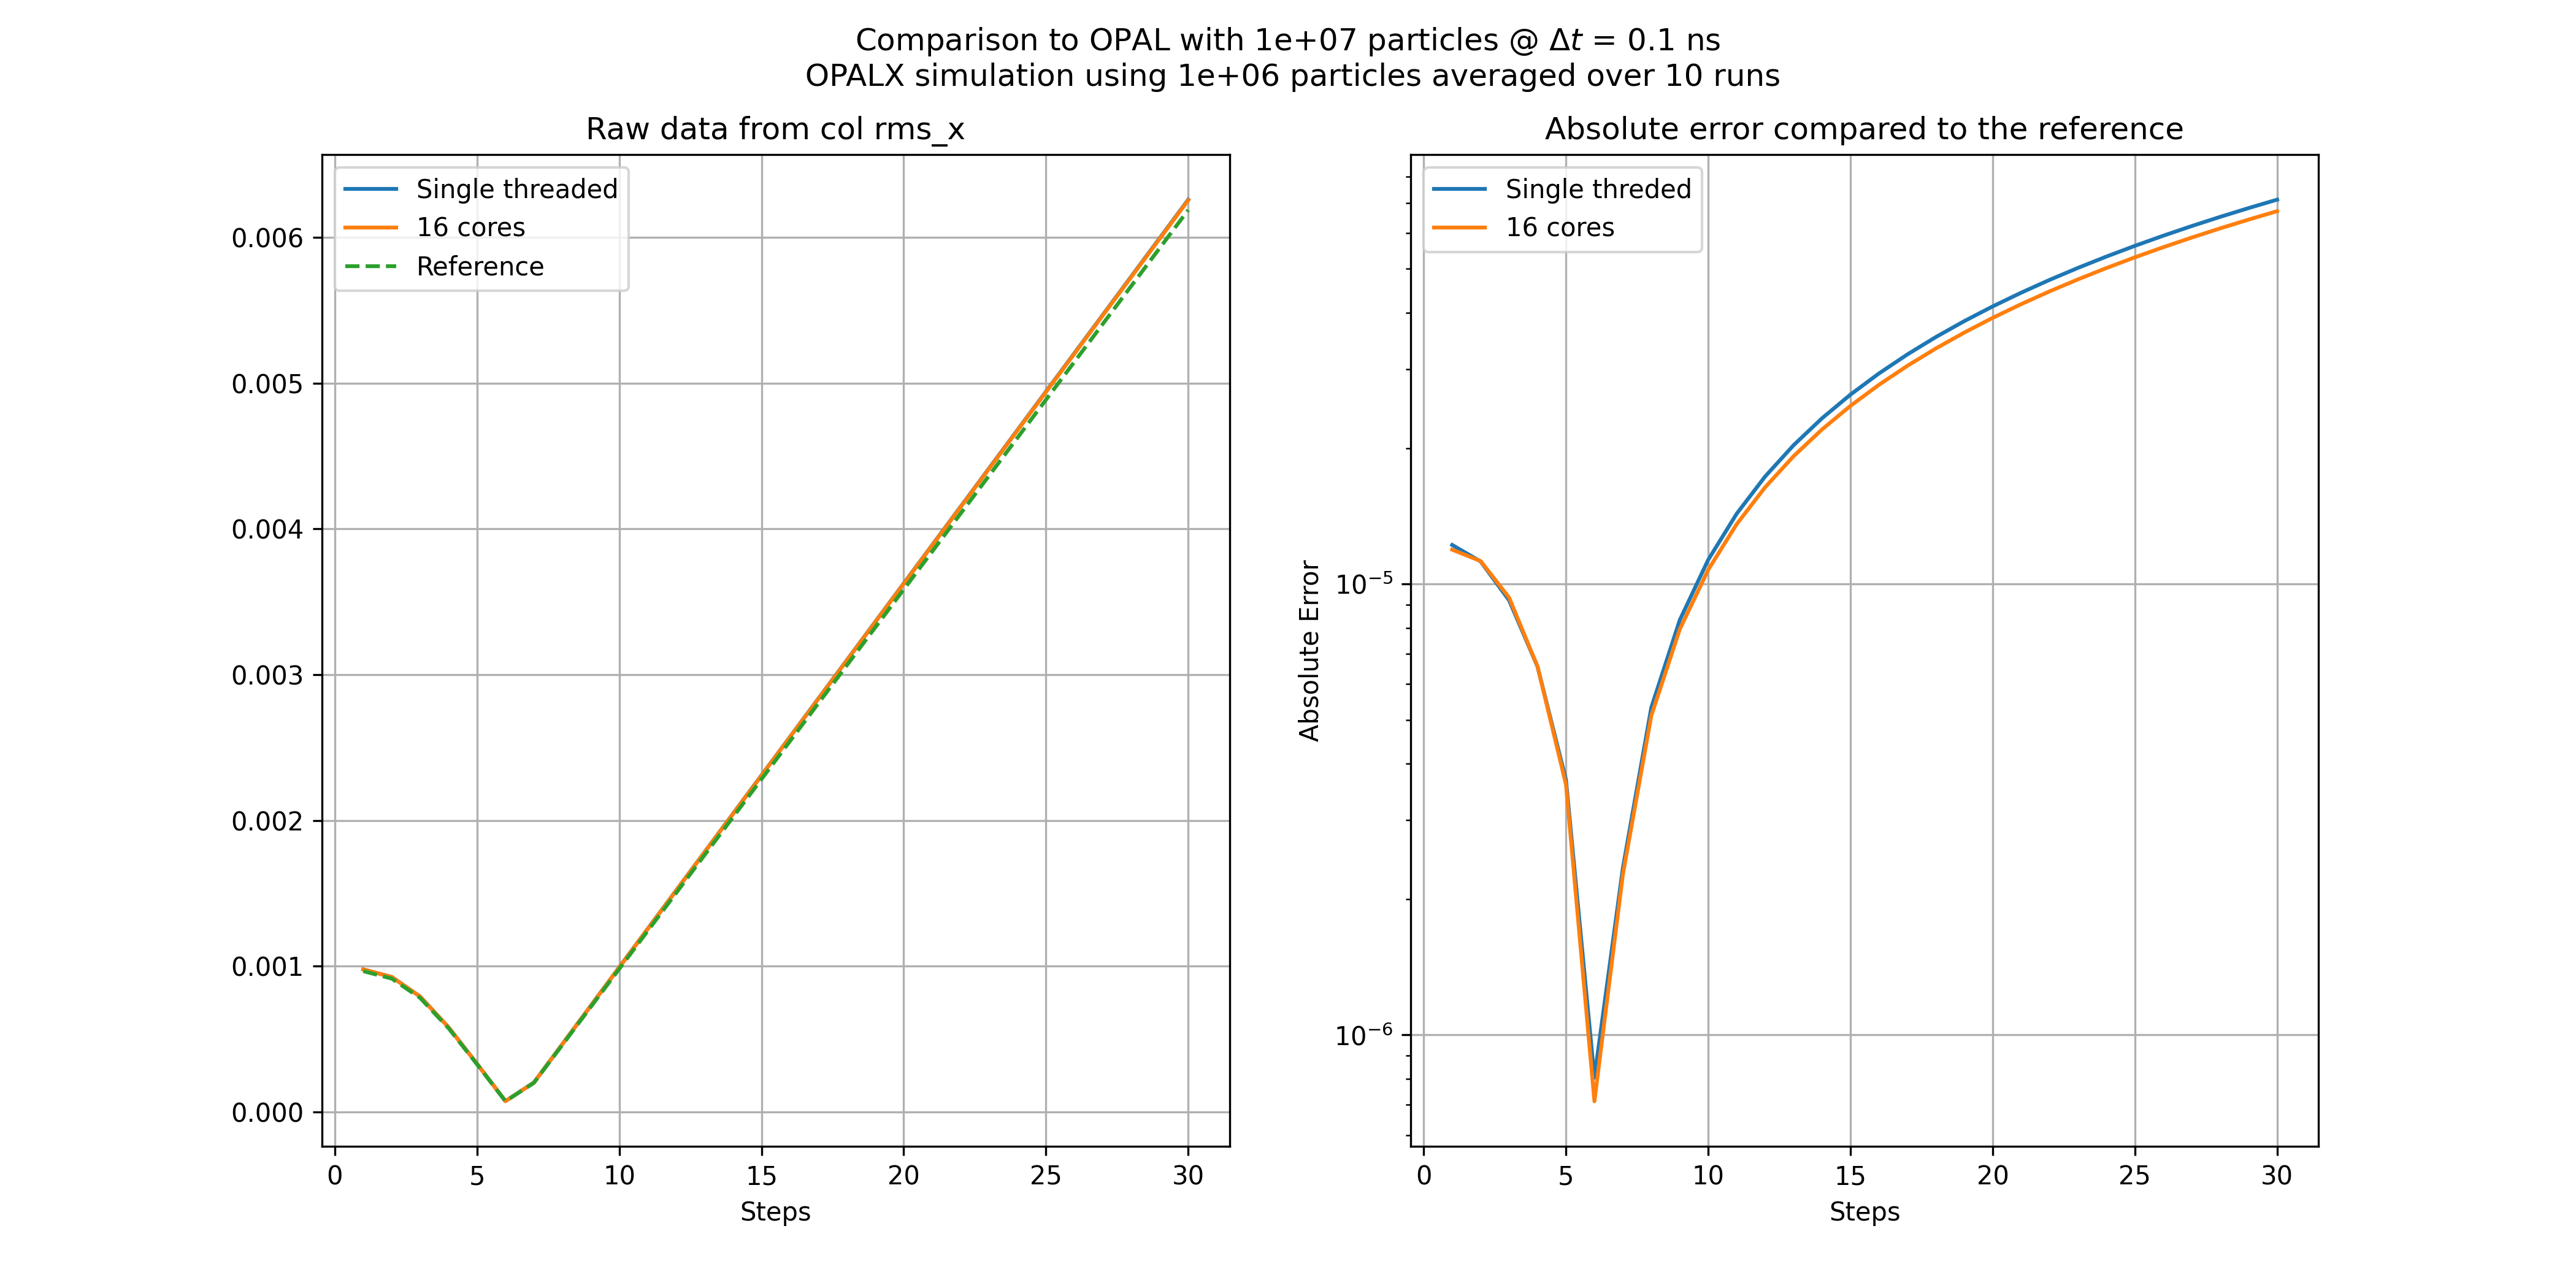 Comparison to OPAL with 1e+07 particles @ Δt = 0.1 ns
OPALX simulation using 1e+06 particles averaged over 10 runs
Raw data from col rms_x
Single threaded
16 cores
Reference
0.006
0.005
0.004
0.003
0.002
0.001
0.000
0 5 10 15 20 25 30
Steps
Absolute error compared to the reference
Single threded
16 cores
Absolute Error
10⁻⁵
10⁻⁶
0 5 10 15 20 25 30
Steps